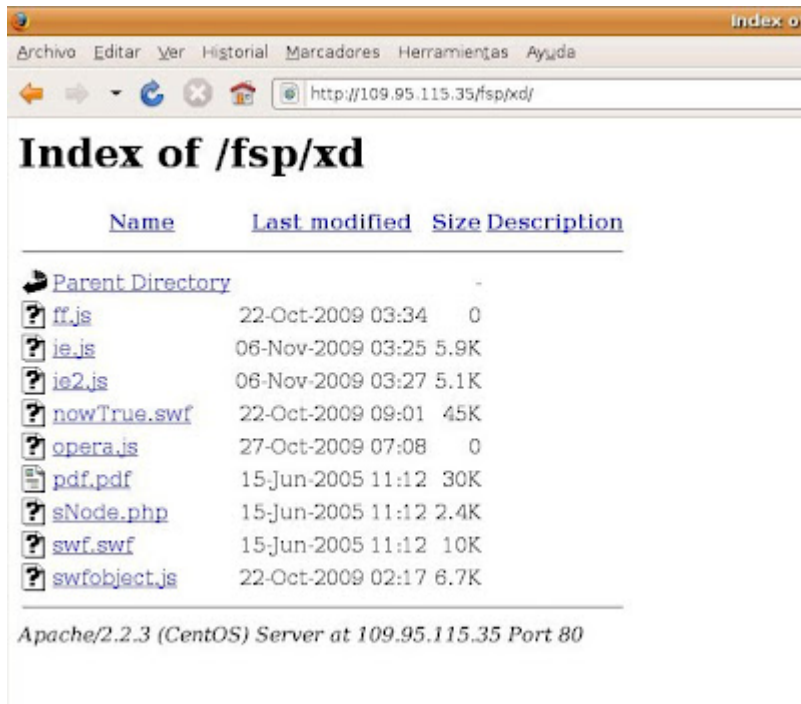 Index o
Archivo Editar Ver Historial Marcadores Herramientas Ayuda
http://109.95.115.35/fsp/xd/
Index of /fsp/xd
Name Last modified Size Description
Parent Directory -
ff.js 22-Oct-2009 03:34 0
ie.js 06-Nov-2009 03:25 5.9K
ie2.js 06-Nov-2009 03:27 5.1K
nowTrue.swf 22-Oct-2009 09:01 45K
opera.js 27-Oct-2009 07:08 0
pdf.pdf 15-Jun-2005 11:12 30K
sNode.php 15-Jun-2005 11:12 2.4K
swf.swf 15-Jun-2005 11:12 10K
swfobject.js 22-Oct-2009 02:17 6.7K
Apache/2.2.3 (CentOS) Server at 109.95.115.35 Port 80